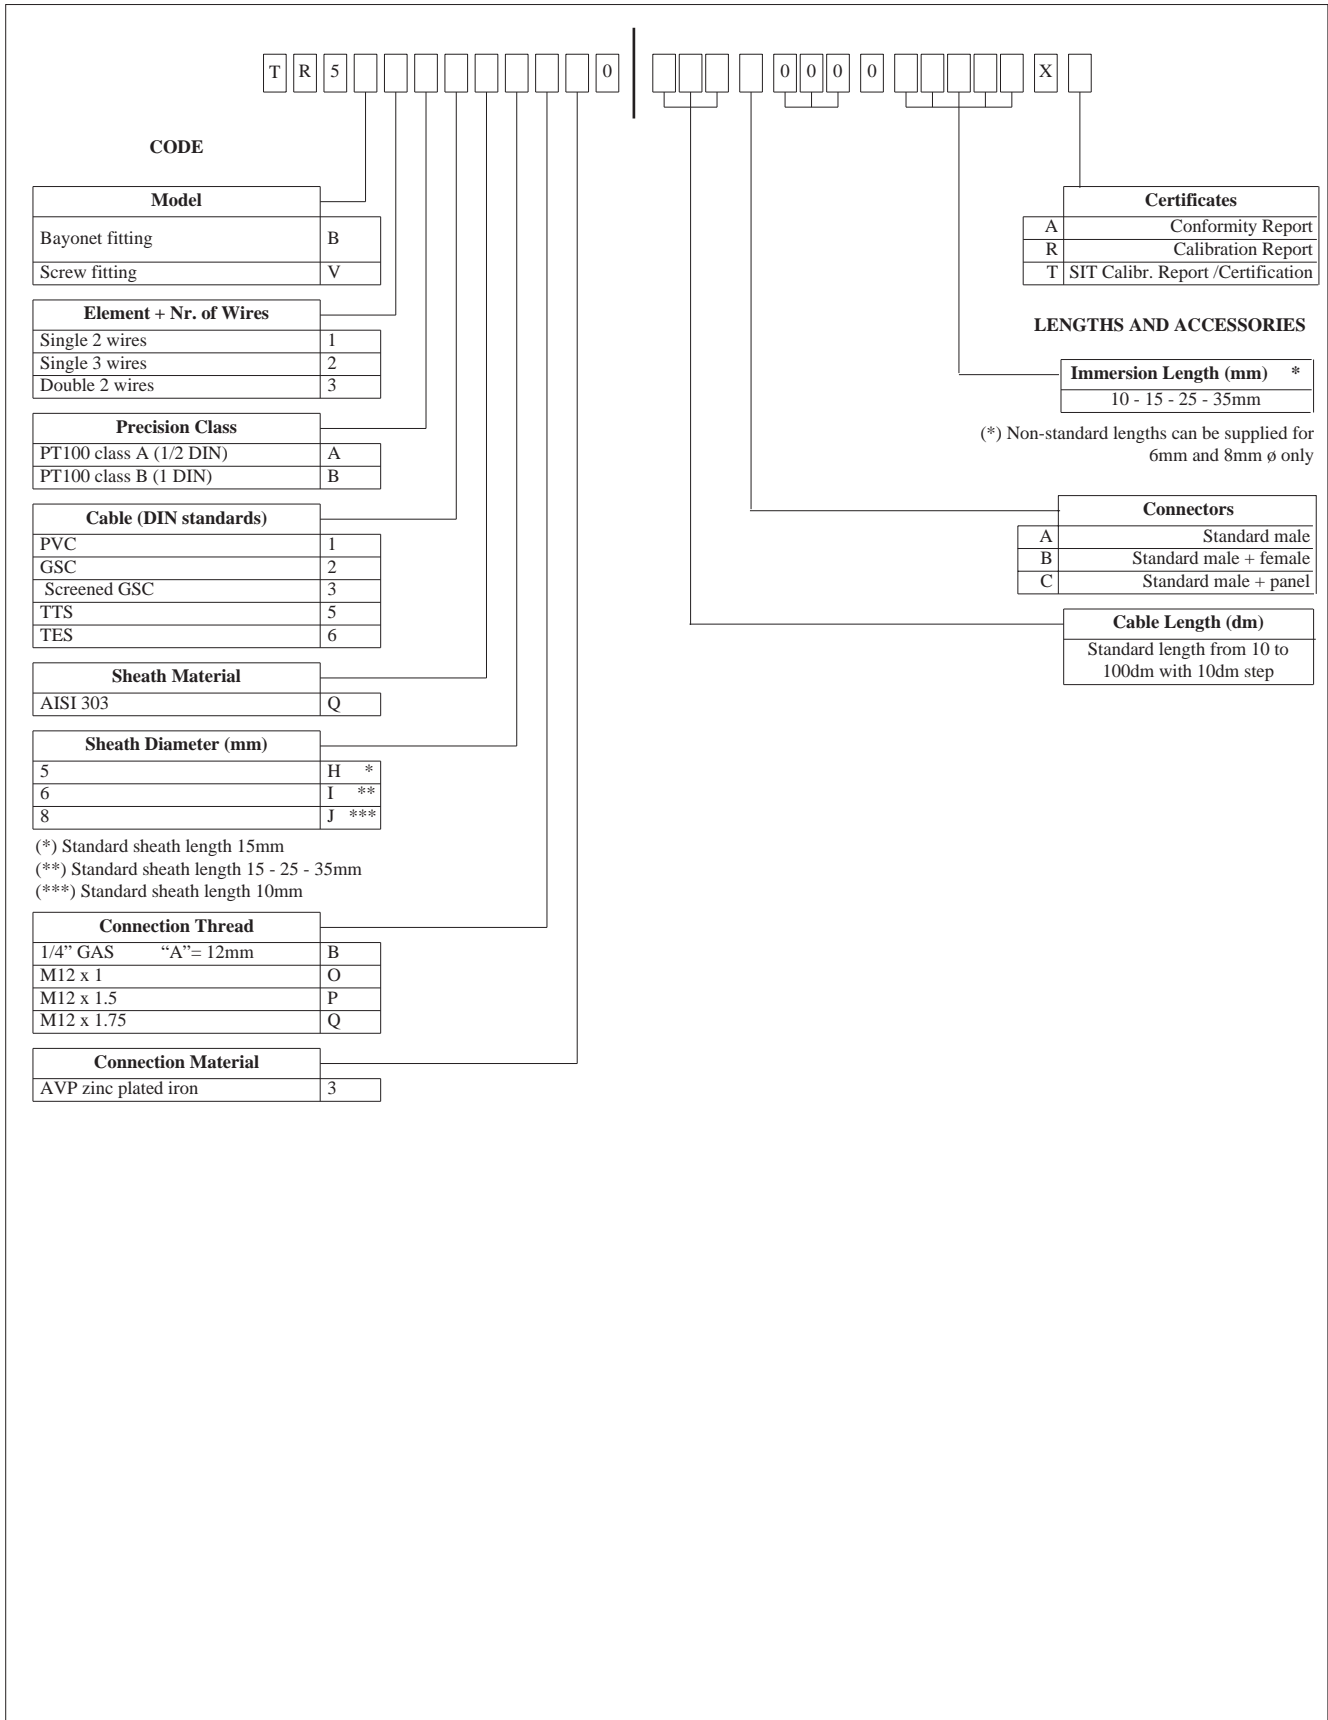 T R 5 0 0 0 0 0 X
CODE
Model
Bayonet fitting B
Screw fitting V
Element + Nr. of Wires
Single 2 wires 1
Single 3 wires 2
Double 2 wires 3
Precision Class
PT100 class A (1/2 DIN) A
PT100 class B (1 DIN) B
Cable (DIN standards)
PVC 1
GSC 2
Screened GSC 3
TTS 5
TES 6
Sheath Material
AISI 303 Q
Sheath Diameter (mm)
5 H *
6 I **
8 J ***
(*) Standard sheath length 15mm
(**) Standard sheath length 15 - 25 - 35mm
(***) Standard sheath length 10mm
Connection Thread
1/4” GAS “A”= 12mm B
M12 x 1 O
M12 x 1.5 P
M12 x 1.75 Q
Connection Material
AVP zinc plated iron 3
Certificates
A Conformity Report
R Calibration Report
T SIT Calibr. Report /Certification
LENGTHS AND ACCESSORIES
Immersion Length (mm) *
10 - 15 - 25 - 35mm
(*) Non-standard lengths can be supplied for
6mm and 8mm ø only
Connectors
A Standard male
B Standard male + female
C Standard male + panel
Cable Length (dm)
Standard length from 10 to
100dm with 10dm step